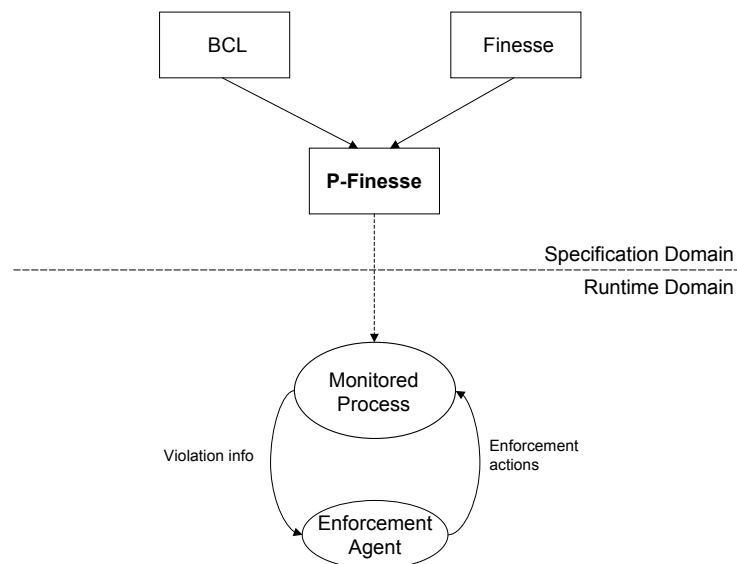 BCL
Finesse
P-Finesse
Specification Domain
Runtime Domain
Monitored
Process
Violation info
Enforcement
actions
Enforcement
Agent